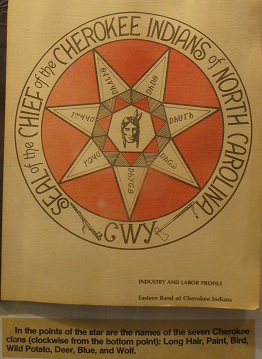 SEAL of the CHIEF of the CHEROKEE INDIANS of NORTH CAROLINA
ᏣᎳᎩ
INDUSTRY AND LABOR PROFILE
Eastern Band of Cherokee Indians
In the points of the star are the names of the seven Cherokee
clans (clockwise from the bottom point): Long Hair, Paint, Bird,
Wild Potato, Deer, Blue, and Wolf.